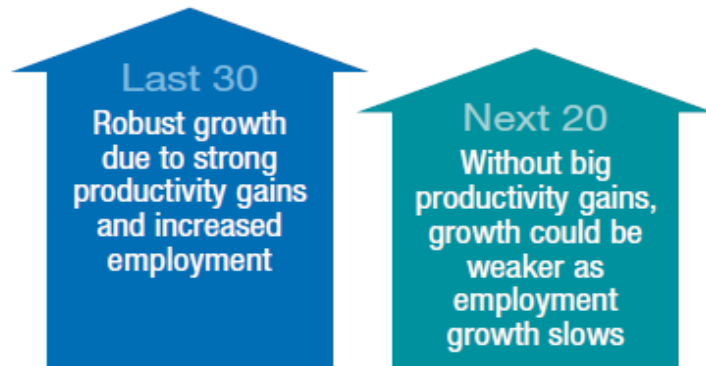 Last 30
Robust growth
due to strong
productivity gains
and increased
employment
Next 20
Without big
productivity gains,
growth could be
weaker as
employment
growth slows